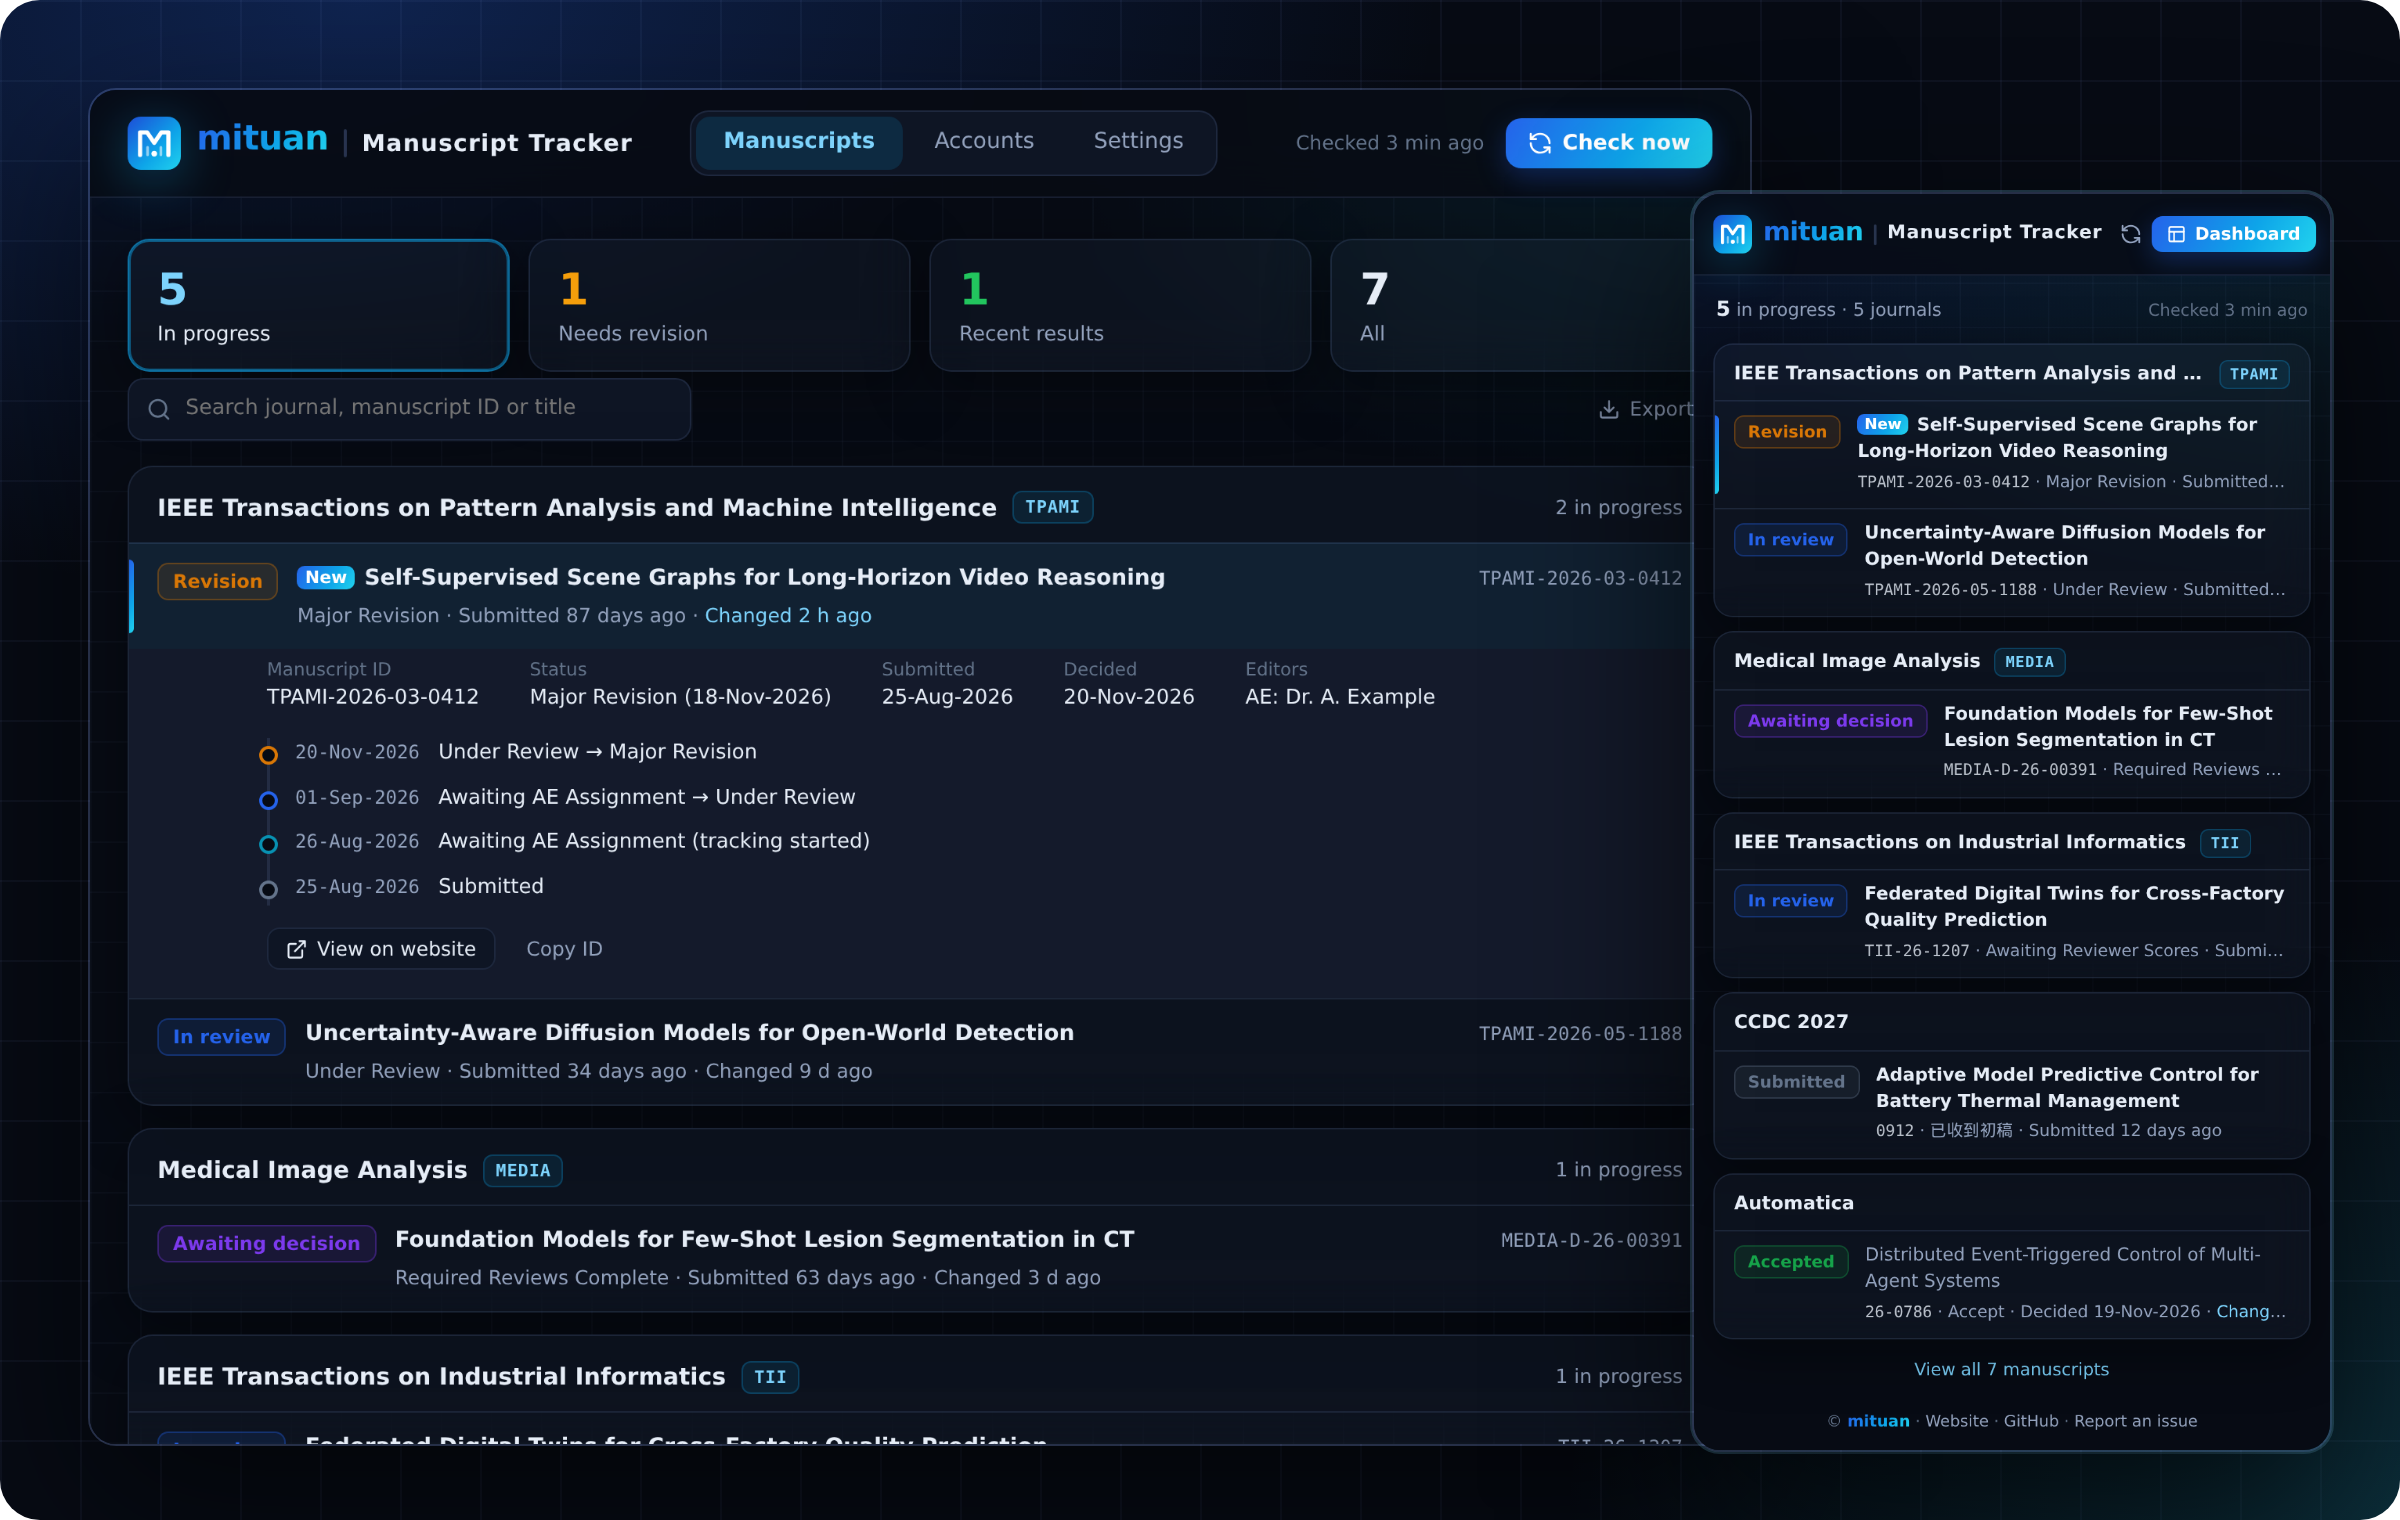 mituan | Manuscript Tracker
Manuscripts Accounts Settings
Checked 3 min ago Check now
5
In progress
1
Needs revision
1
Recent results
7
All
Search journal, manuscript ID or title
Export
IEEE Transactions on Pattern Analysis and Machine Intelligence TPAMI 2 in progress
Revision New Self-Supervised Scene Graphs for Long-Horizon Video Reasoning TPAMI-2026-03-0412
Major Revision · Submitted 87 days ago · Changed 2 h ago
Manuscript ID Status Submitted Decided Editors
TPAMI-2026-03-0412 Major Revision (18-Nov-2026) 25-Aug-2026 20-Nov-2026 AE: Dr. A. Example
20-Nov-2026 Under Review → Major Revision
01-Sep-2026 Awaiting AE Assignment → Under Review
26-Aug-2026 Awaiting AE Assignment (tracking started)
25-Aug-2026 Submitted
View on website Copy ID
In review Uncertainty-Aware Diffusion Models for Open-World Detection TPAMI-2026-05-1188
Under Review · Submitted 34 days ago · Changed 9 d ago
Medical Image Analysis MEDIA 1 in progress
Awaiting decision Foundation Models for Few-Shot Lesion Segmentation in CT MEDIA-D-26-00391
Required Reviews Complete · Submitted 63 days ago · Changed 3 d ago
IEEE Transactions on Industrial Informatics TII 1 in progress
Federated Digital Twins for Cross-Factory Quality Prediction TII-26-1207
mituan | Manuscript Tracker Dashboard
5 in progress · 5 journals Checked 3 min ago
IEEE Transactions on Pattern Analysis and ... TPAMI
Revision New Self-Supervised Scene Graphs for
Long-Horizon Video Reasoning
TPAMI-2026-03-0412 · Major Revision · Submitted...
In review Uncertainty-Aware Diffusion Models for
Open-World Detection
TPAMI-2026-05-1188 · Under Review · Submitted...
Medical Image Analysis MEDIA
Awaiting decision Foundation Models for Few-Shot
Lesion Segmentation in CT
MEDIA-D-26-00391 · Required Reviews ...
IEEE Transactions on Industrial Informatics TII
In review Federated Digital Twins for Cross-Factory
Quality Prediction
TII-26-1207 · Awaiting Reviewer Scores · Submi...
CCDC 2027
Submitted Adaptive Model Predictive Control for
Battery Thermal Management
0912 · 已收到初稿 · Submitted 12 days ago
Automatica
Accepted Distributed Event-Triggered Control of Multi-
Agent Systems
26-0786 · Accept · Decided 19-Nov-2026 · Chang...
View all 7 manuscripts
© mituan · Website · GitHub · Report an issue